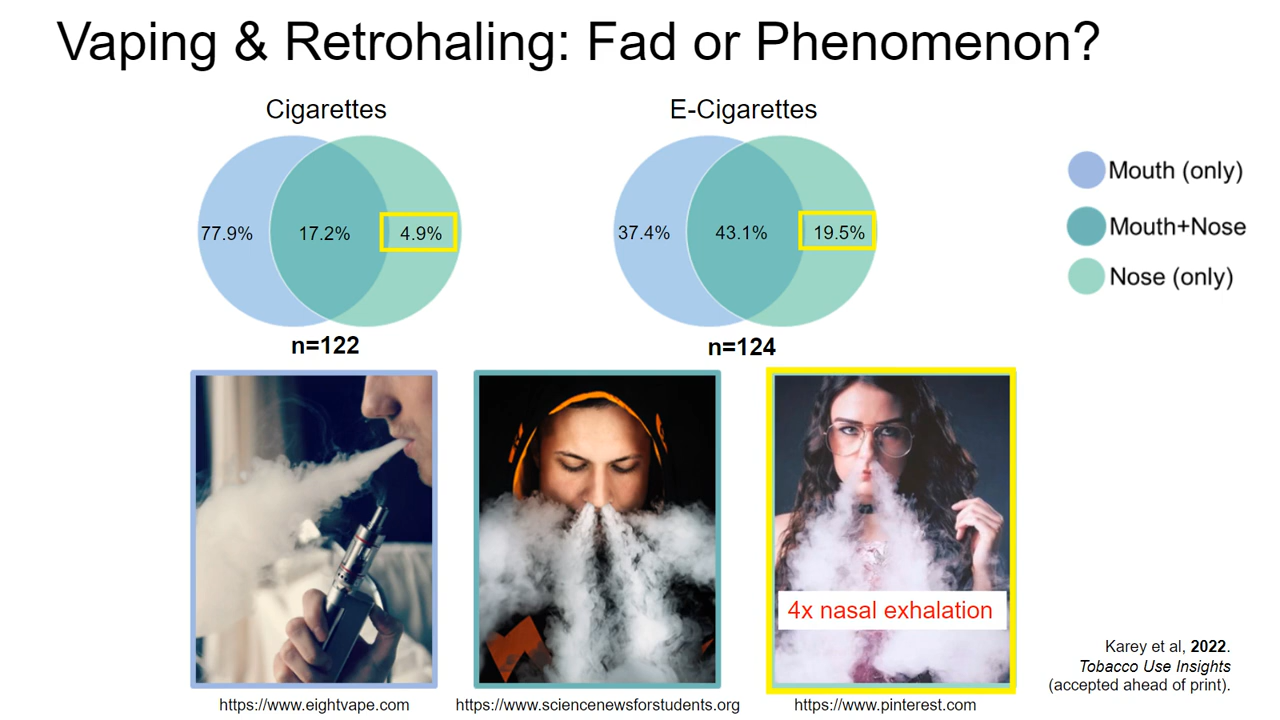 Vaping & Retrohaling: Fad or Phenomenon?
Cigarettes
E-Cigarettes
77.9%
17.2%
4.9%
37.4%
43.1%
19.5%
Mouth (only)
Mouth+Nose
Nose (only)
n=122
n=124
4x nasal exhalation
Karey et al, 2022.
Tobacco Use Insights
(accepted ahead of print).
https://www.eightvape.com
https://www.sciencenewsforstudents.org
https://www.pinterest.com